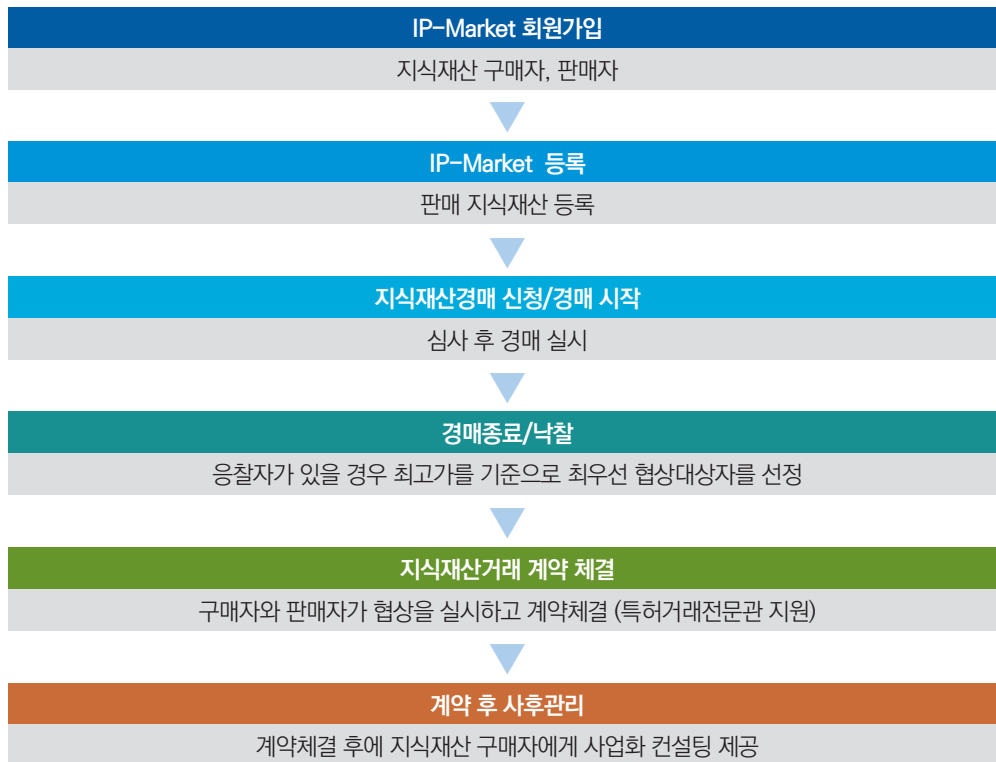 IP-Market 회원가입
지식재산 구매자, 판매자
IP-Market 등록
판매 지식재산 등록
지식재산경매 신청/경매 시작
심사 후 경매 실시
경매종료/낙찰
응찰자가 있을 경우 최고가를 기준으로 최우선 협상대상자를 선정
지식재산거래 계약 체결
구매자와 판매자가 협상을 실시하고 계약체결 (특허거래전문관 지원)
계약 후 사후관리
계약체결 후에 지식재산 구매자에게 사업화 컨설팅 제공